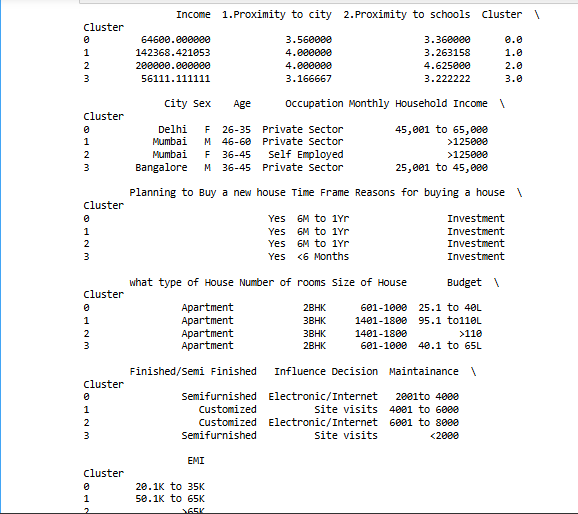 Income 1.Proximity to city 2.Proximity to schools Cluster \
Cluster
0 64600.000000 3.560000 3.360000 0.0
1 142368.421053 4.000000 3.263158 1.0
2 200000.000000 4.000000 4.625000 2.0
3 56111.111111 3.166667 3.222222 3.0
City Sex Age Occupation Monthly Household Income \
Cluster
0 Delhi F 26-35 Private Sector 45,001 to 65,000
1 Mumbai M 46-60 Private Sector >125000
2 Mumbai F 36-45 Self Employed >125000
3 Bangalore M 36-45 Private Sector 25,001 to 45,000
Planning to Buy a new house Time Frame Reasons for buying a house \
Cluster
0 Yes 6M to 1Yr Investment
1 Yes 6M to 1Yr Investment
2 Yes 6M to 1Yr Investment
3 Yes <6 Months Investment
what type of House Number of rooms Size of House Budget \
Cluster
0 Apartment 2BHK 601-1000 25.1 to 40L
1 Apartment 3BHK 1401-1800 95.1 to110L
2 Apartment 3BHK 1401-1800 >110
3 Apartment 2BHK 601-1000 40.1 to 65L
Finished/Semi Finished Influence Decision Maintainance \
Cluster
0 Semifurnished Electronic/Internet 2001to 4000
1 Customized Site visits 4001 to 6000
2 Customized Electronic/Internet 6001 to 8000
3 Semifurnished Site visits <2000
EMI
Cluster
0 20.1K to 35K
1 50.1K to 65K
2 >65K